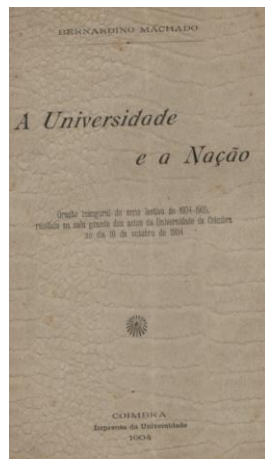 BERNARDINO MACHADO
A Universidade
e a Nação
Oração inaugural do anno lectivo de 1904-1905,
recitada na sala grande dos actos da Universidade de Coimbra
no dia 16 de outubro de 1904
COIMBRA
Imprensa da Universidade
1904